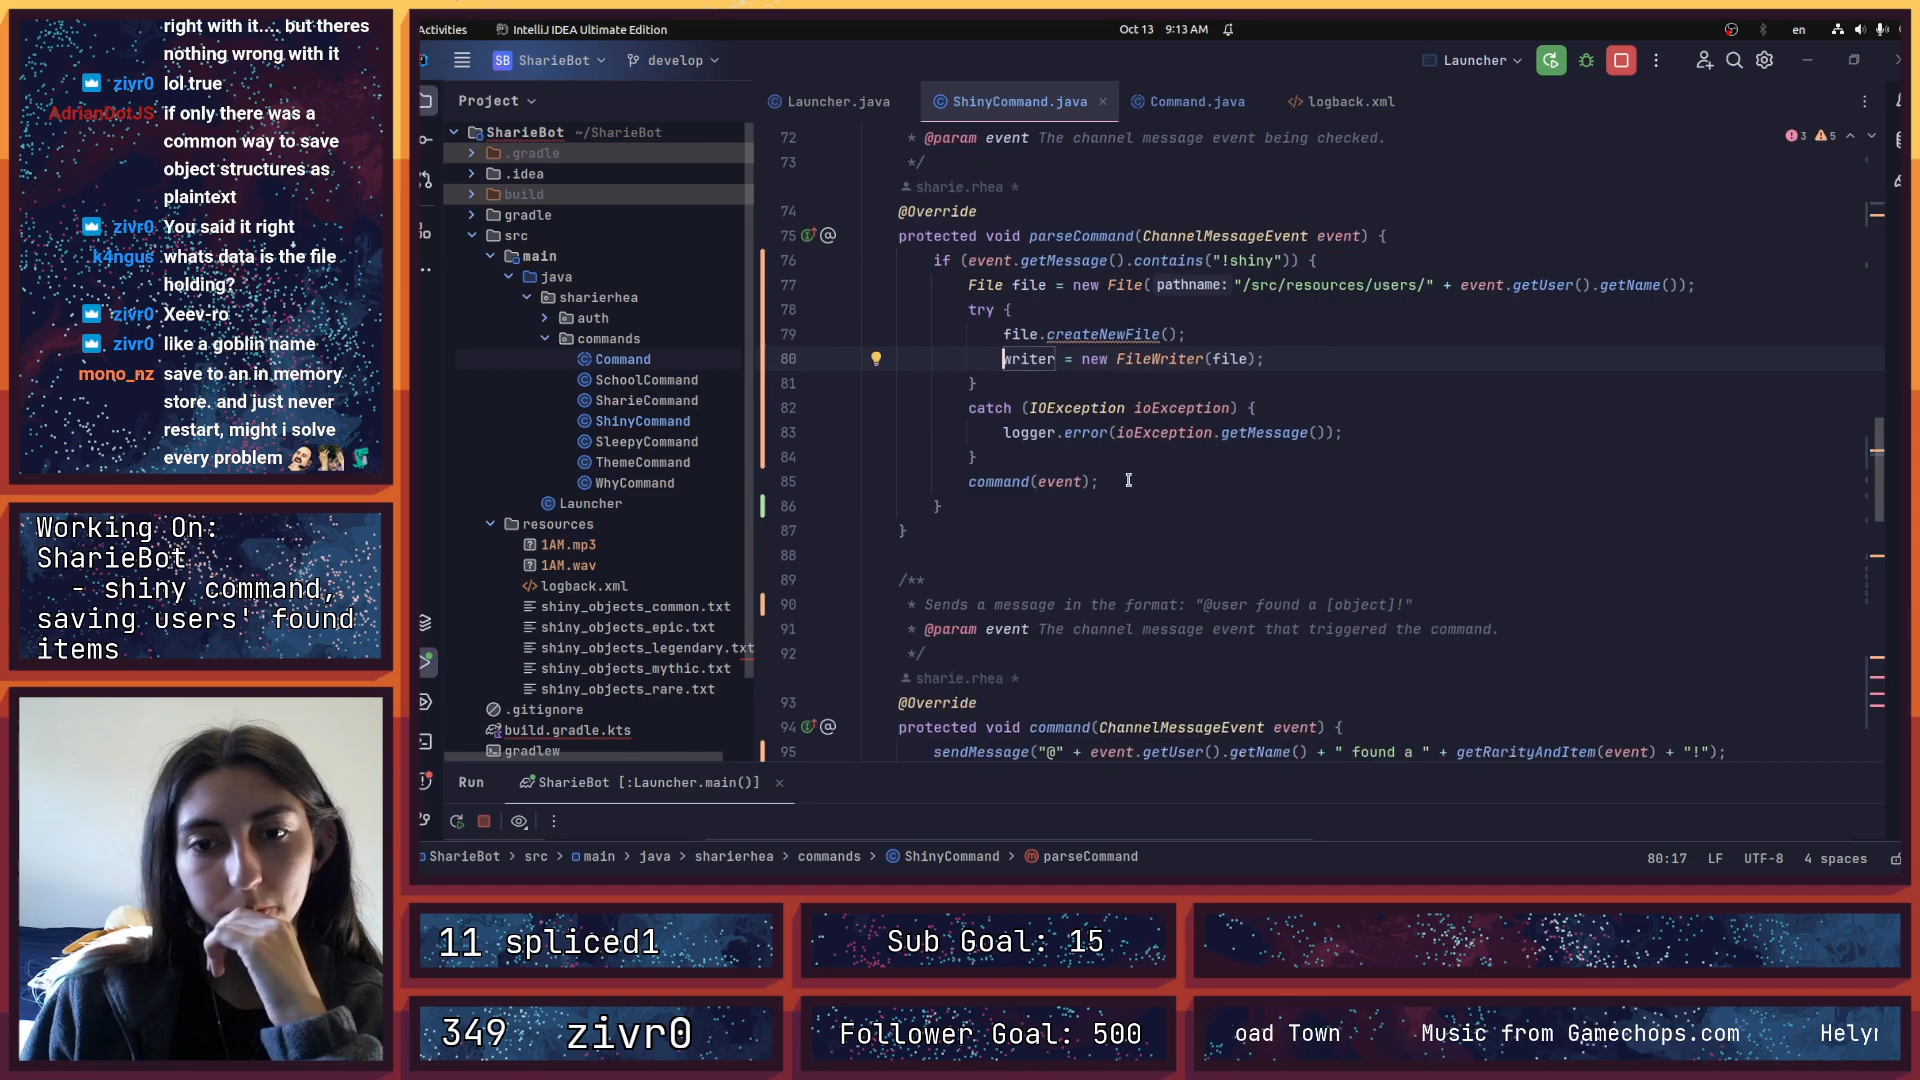 right with it.... but theres
nothing wrong with it
zivr0 lol true
AdrianDotJS if only there was a
common way to save
object structures as
plaintext
zivr0 You said it right
k4ngus whats data is the file
holding?
zivr0 Xeev-ro
zivr0 like a goblin name
mono_nz save to an in memory
store. and just never
restart, might i solve
every problem
Working On:
SharieBot
- shiny command,
saving users' found
items
Activities
IntelliJ IDEA Ultimate Edition
Oct 13 9:13 AM
en
SB SharieBot
develop
Launcher
Project
Launcher.java
ShinyCommand.java
Command.java
logback.xml
SharieBot ~/SharieBot
.gradle
.idea
build
gradle
src
main
java
sharierhea
auth
commands
Command
SchoolCommand
SharieCommand
ShinyCommand
SleepyCommand
ThemeCommand
WhyCommand
Launcher
resources
1AM.mp3
1AM.wav
logback.xml
shiny_objects_common.txt
shiny_objects_epic.txt
shiny_objects_legendary.txt
shiny_objects_mythic.txt
shiny_objects_rare.txt
.gitignore
build.gradle.kts
gradlew
3 5
72 * @param event The channel message event being checked.
73 */
sharie.rhea *
74 @Override
75 protected void parseCommand(ChannelMessageEvent event) {
76 if (event.getMessage().contains("!shiny")) {
77 File file = new File( pathname: "/src/resources/users/" + event.getUser().getName());
78 try {
79 file.createNewFile();
80 writer = new FileWriter(file);
81 }
82 catch (IOException ioException) {
83 logger.error(ioException.getMessage());
84 }
85 command(event);
86 }
87 }
88
89 /**
90 * Sends a message in the format: "@user found a [object]!"
91 * @param event The channel message event that triggered the command.
92 */
sharie.rhea *
93 @Override
94 protected void command(ChannelMessageEvent event) {
95 sendMessage("@" + event.getUser().getName() + " found a " + getRarityAndItem(event) + "!");
Run
SharieBot [:Launcher.main()]
SharieBot > src > main > java > sharierhea > commands > ShinyCommand > parseCommand
80:17 LF UTF-8 4 spaces
11 spliced1
Sub Goal: 15
349 zivr0
Follower Goal: 500
oad Town Music from Gamechops.com Helyn